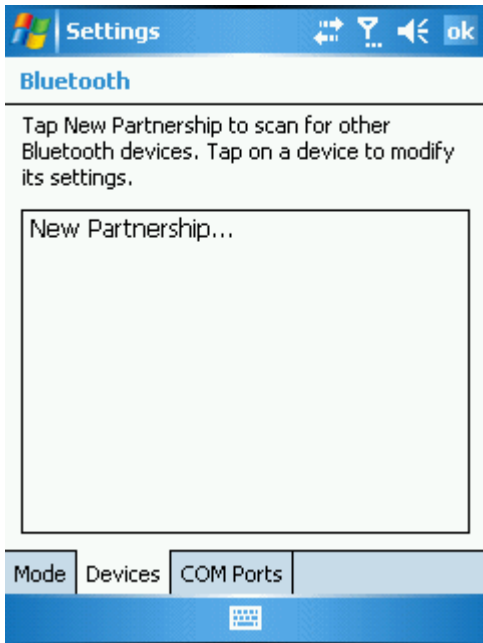 Settings
ok
Bluetooth
Tap New Partnership to scan for other
Bluetooth devices. Tap on a device to modify
its settings.
New Partnership...
Mode
Devices
COM Ports